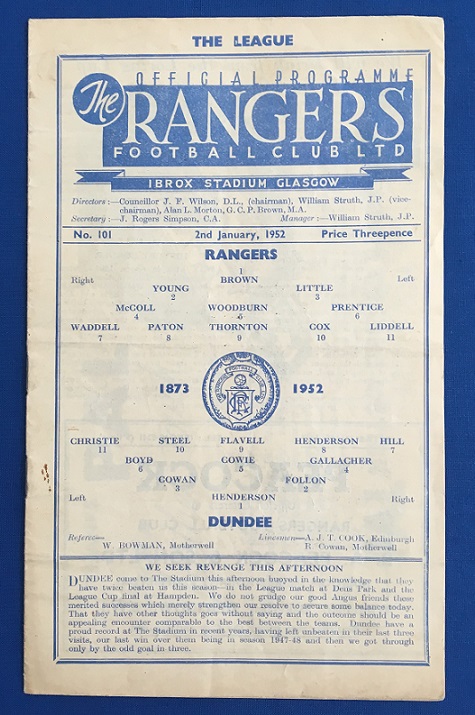 THE LEAGUE
OFFICIAL PROGRAMME
The RANGERS
FOOTBALL CLUB LTD
IBROX STADIUM GLASGOW
Directors :—Councillor J. F. Wilson, D.L., (chairman), William Struth, J.P. (vice-
chairman), Alan L. Morton, G. C. P. Brown, M.A.
Secretary :—J. Rogers Simpson, C.A. Manager :—William Struth, J.P.
No. 101 2nd January, 1952 Price Threepence
RANGERS
1
Right BROWN Left
YOUNG LITTLE
2 3
McCOLL WOODBURN PRENTICE
4 5 6
WADDELL PATON THORNTON COX LIDDELL
7 8 9 10 11
1873 1952
CHRISTIE STEEL FLAVELL HENDERSON HILL
11 10 9 8 7
BOYD COWIE GALLACHER
6 5 4
COWAN FOLLON
3 2
Left HENDERSON Right
1
DUNDEE
Referee— Linesmen—A. J. T. COOK, Edinburgh
W. BOWMAN, Motherwell R. Cowan, Motherwell
WE SEEK REVENGE THIS AFTERNOON
DUNDEE come to The Stadium this afternoon buoyed in the knowledge that they
have twice beaten us this season—in the League match at Dens Park and the
League Cup final at Hampden. We do not grudge our good Angus friends these
merited successes which merely strengthen our resolve to secure some balance today.
That they have other thoughts goes without saying and the outcome should be an
appealing encounter comparable to the best between the teams. Dundee have a
proud record at The Stadium in recent years, having left unbeaten in their last three
visits, our last win over them being in season 1947-48 and then we got through
only by the odd goal in three.